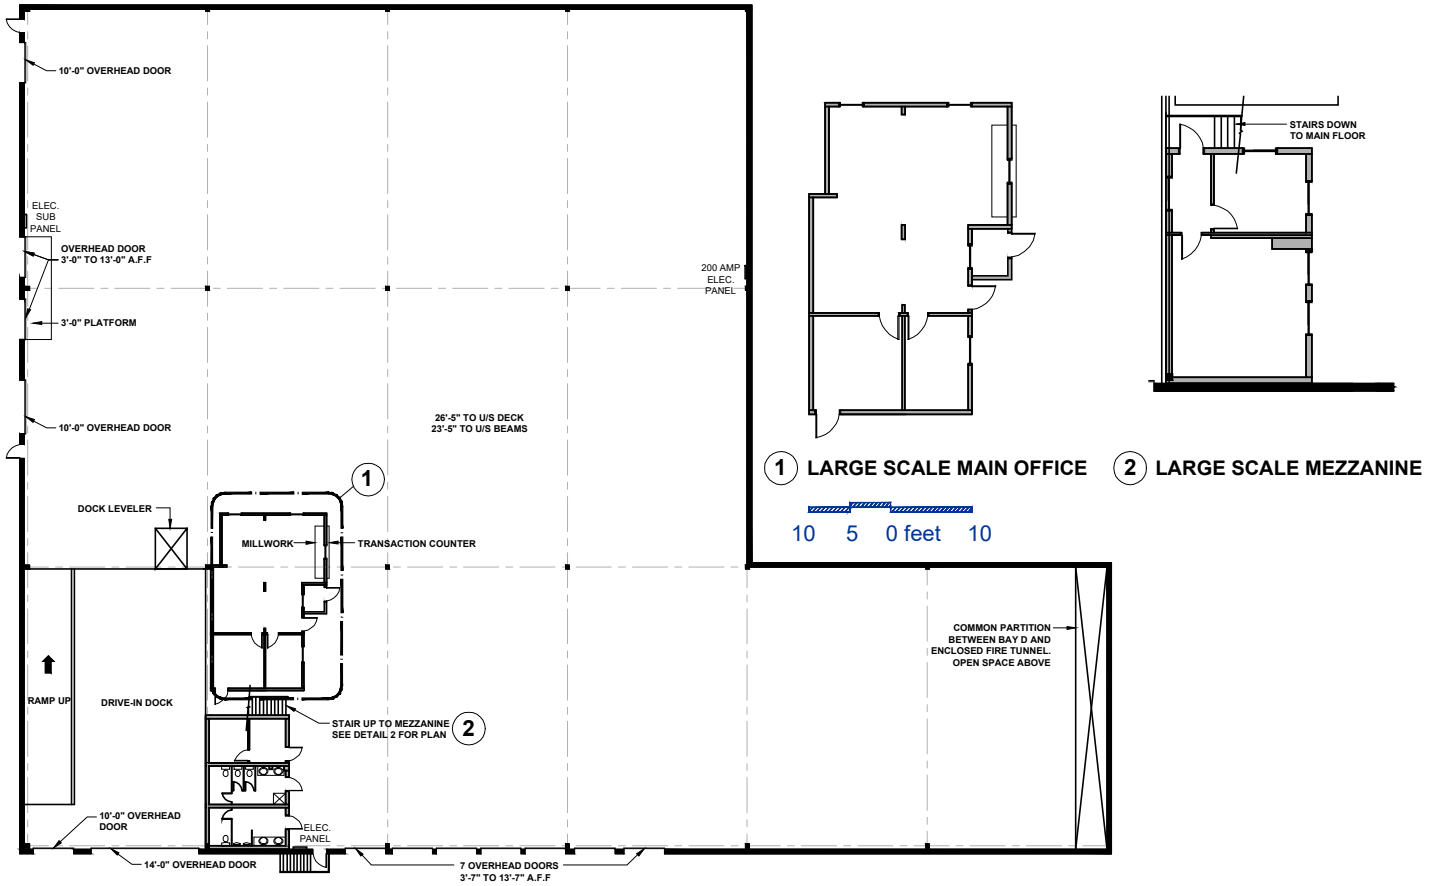 10'-0" OVERHEAD DOOR
ELEC.
SUB
PANEL
OVERHEAD DOOR
3'-0" TO 13'-0" A.F.F
3'-0" PLATFORM
10'-0" OVERHEAD DOOR
200 AMP
ELEC.
PANEL
26'-5" TO U/S DECK
23'-5" TO U/S BEAMS
STAIRS DOWN
TO MAIN FLOOR
1 LARGE SCALE MAIN OFFICE
2 LARGE SCALE MEZZANINE
10 5 0 feet 10
1
DOCK LEVELER
MILLWORK
TRANSACTION COUNTER
COMMON PARTITION
BETWEEN BAY D AND
ENCLOSED FIRE TUNNEL.
OPEN SPACE ABOVE
RAMP UP
DRIVE-IN DOCK
STAIR UP TO MEZZANINE
SEE DETAIL 2 FOR PLAN
2
10'-0" OVERHEAD
DOOR
ELEC.
PANEL
14'-0" OVERHEAD DOOR
7 OVERHEAD DOORS
3'-7" TO 13'-7" A.F.F